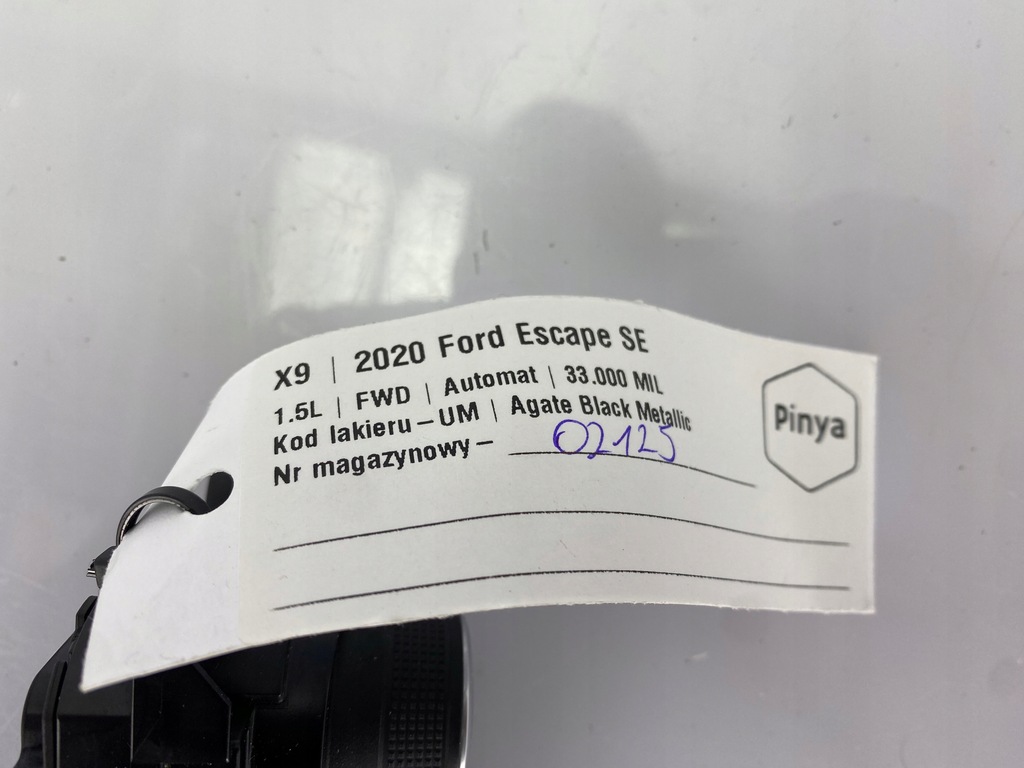 X9 | 2020 Ford Escape SE
1.5L | FWD | Automat | 33.000 MIL
Kod lakieru – UM | Agate Black Metallic
Nr magazynowy – 02125
Pinya